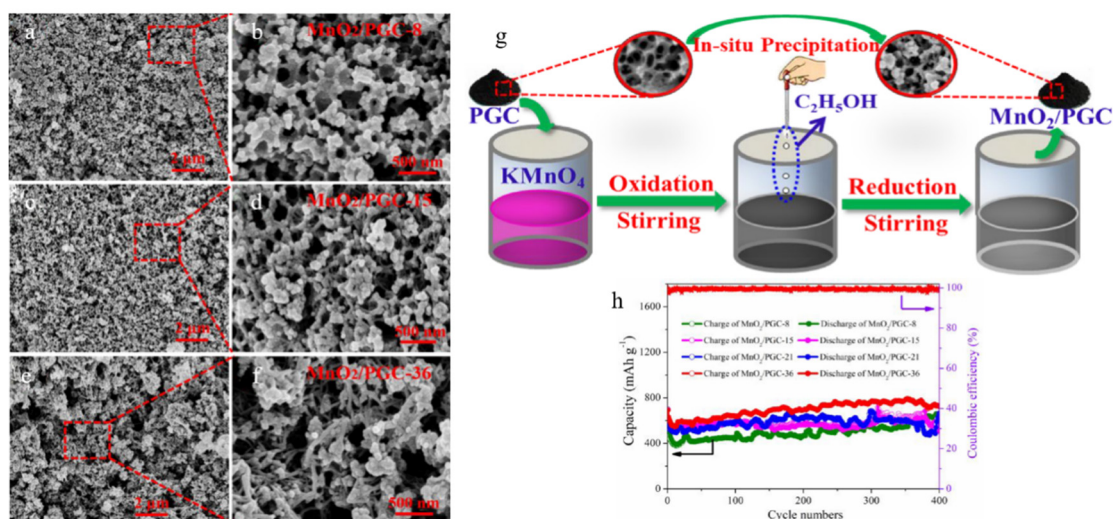 a
b
MnO2/PGC-8
2 μm
500 nm
c
d
MnO2/PGC-15
2 μm
500 nm
e
f
MnO2/PGC-36
2 μm
500 nm
g
In-situ Precipitation
PGC
C2H5OH
MnO2/PGC
KMnO4
Oxidation
Stirring
Reduction
Stirring
h
Capacity (mAh g-1)
1600
1200
800
400
0
Charge of MnO2/PGC-8
Discharge of MnO2/PGC-8
Charge of MnO2/PGC-15
Discharge of MnO2/PGC-15
Charge of MnO2/PGC-21
Discharge of MnO2/PGC-21
Charge of MnO2/PGC-36
Discharge of MnO2/PGC-36
100
80
60
40
20
0
Coulombic efficiency (%)
0 100 200 300 400
Cycle numbers